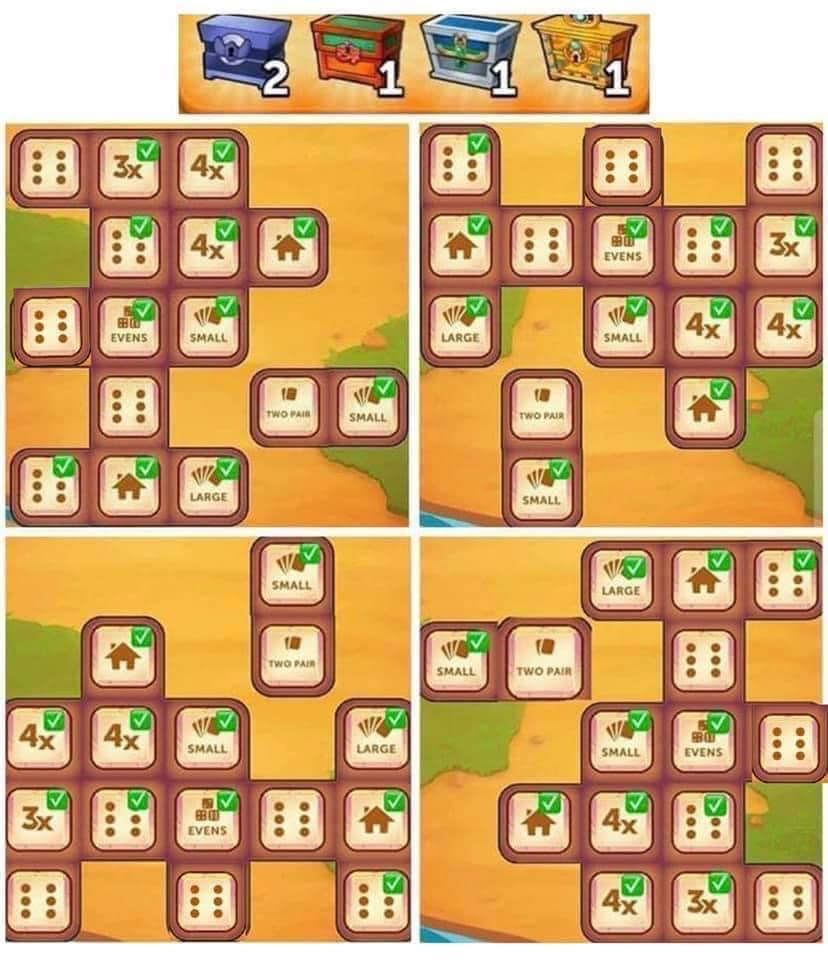 2 1 1 1
3x 4x
4x
EVENS SMALL
TWO PAIR SMALL
LARGE
EVENS 3x
LARGE SMALL 4x 4x
TWO PAIR
SMALL
SMALL
TWO PAIR
4x 4x SMALL LARGE
3x EVENS
LARGE
SMALL TWO PAIR
SMALL EVENS
4x
4x 3x